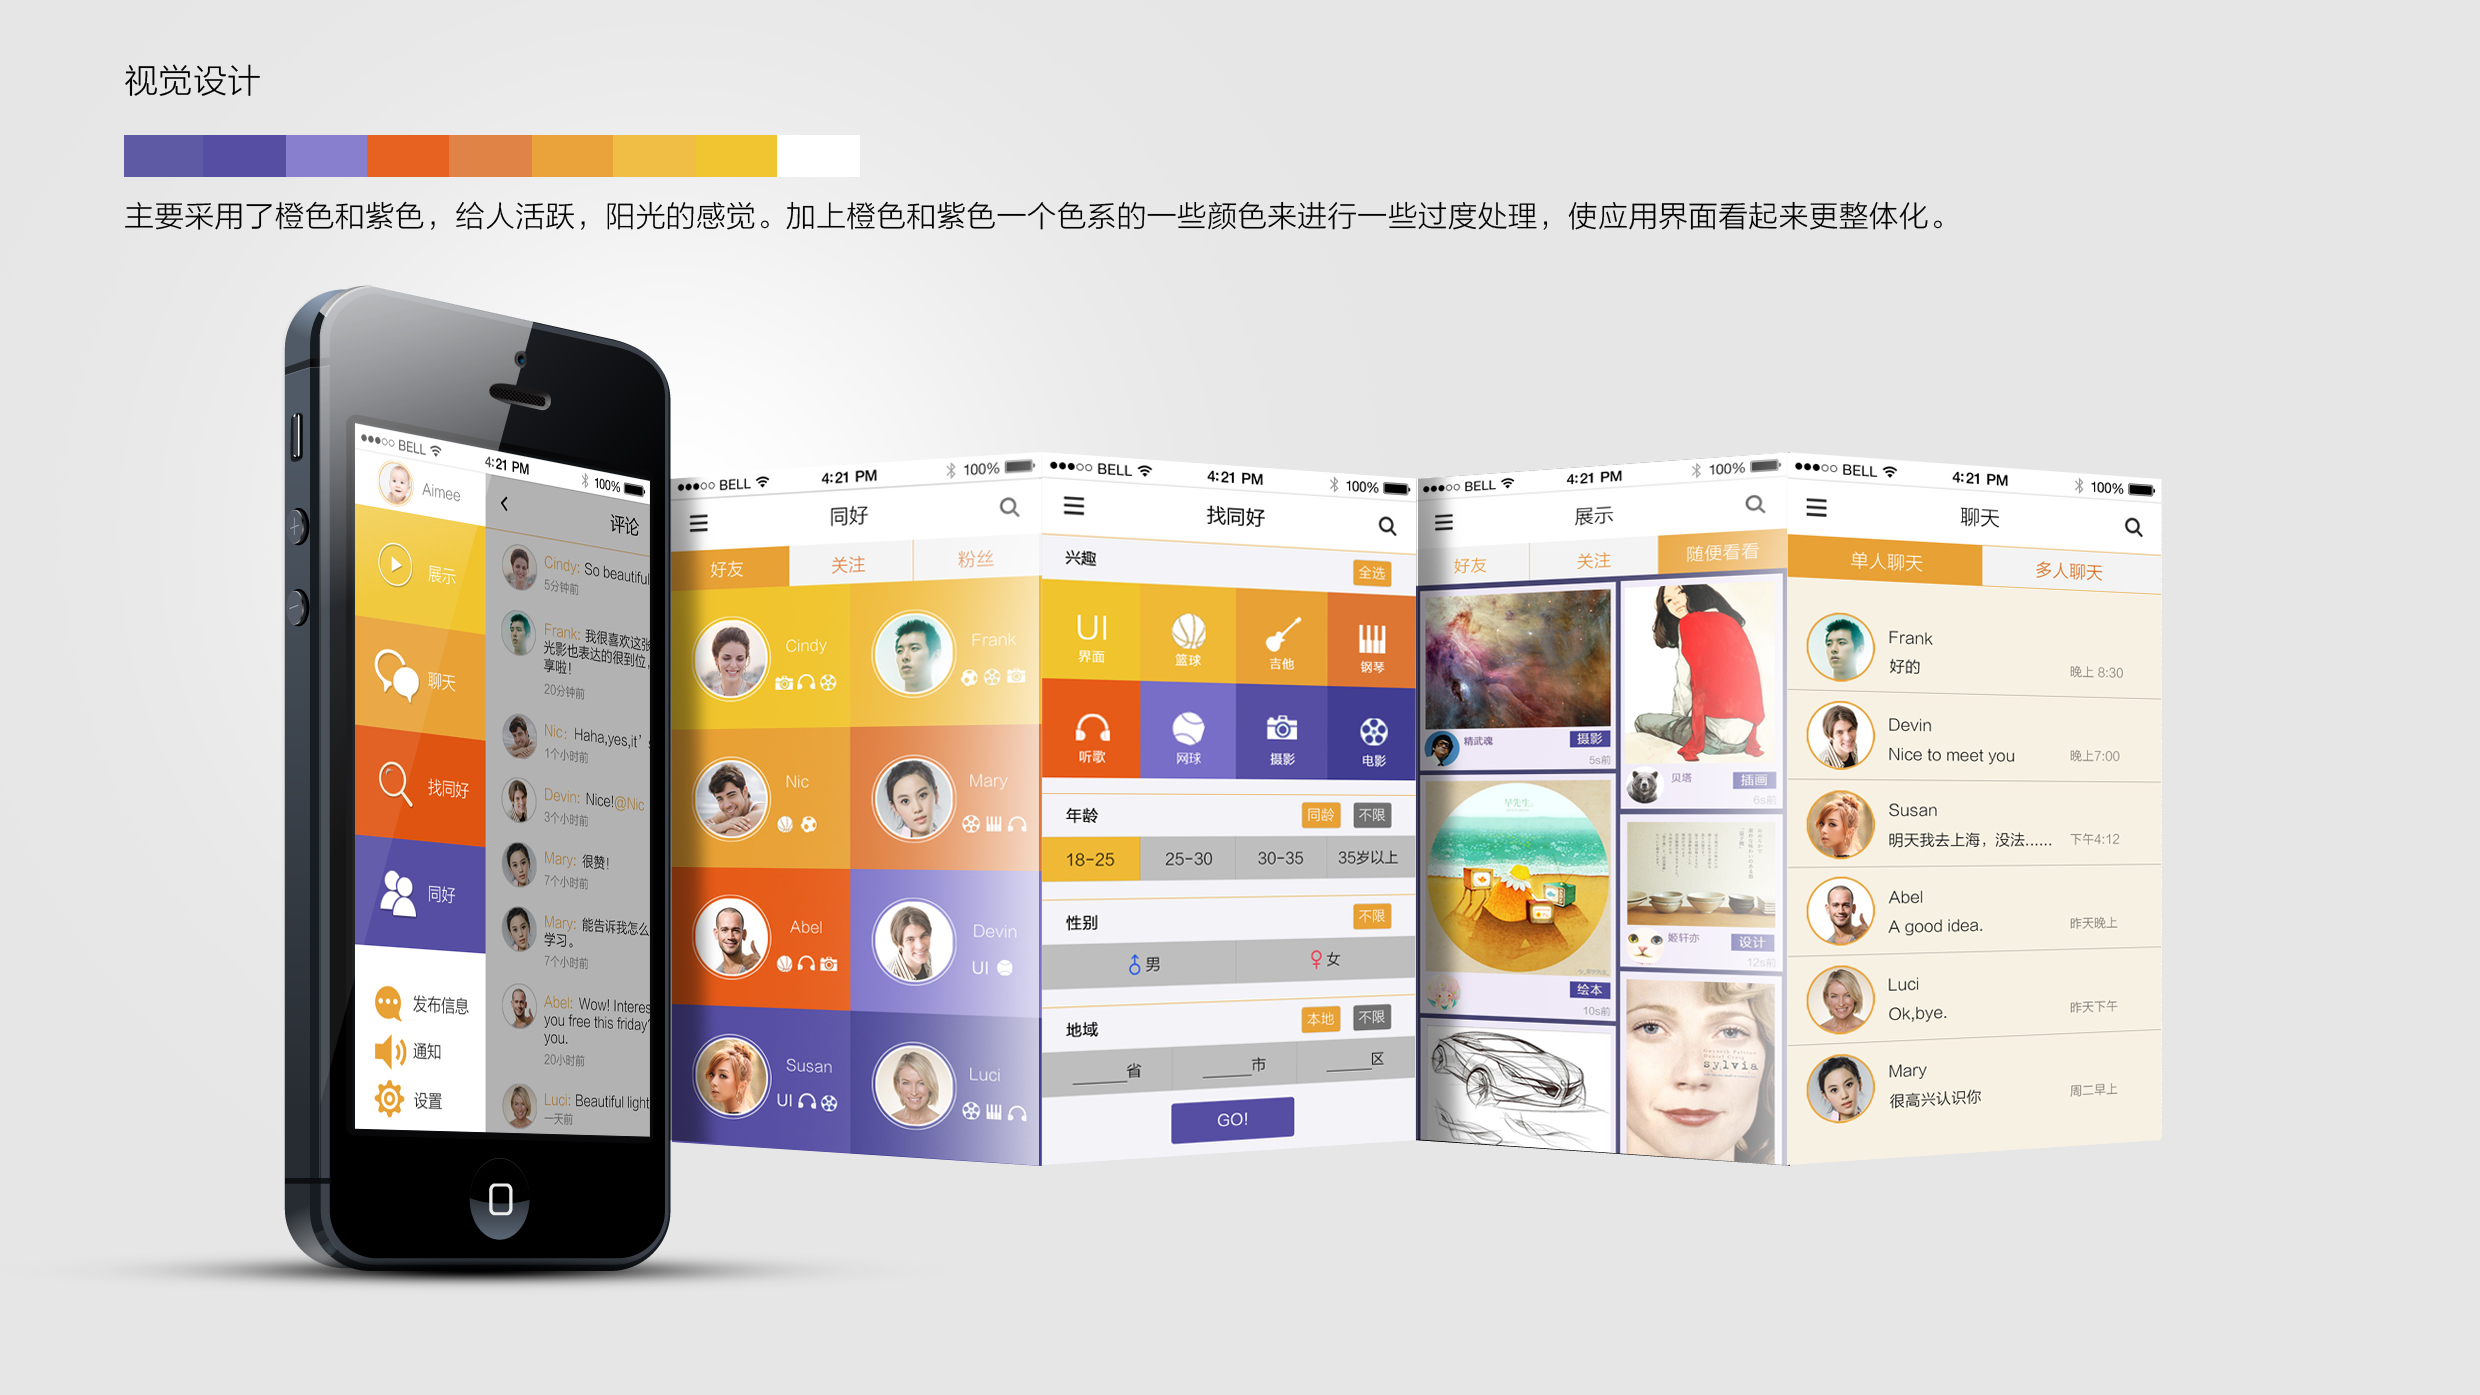 视觉设计
主要采用了橙色和紫色，给人活跃，阳光的感觉。加上橙色和紫色一个色系的一些颜色来进行一些过度处理，使应用界面看起来更整体化。
BELL
4:21 PM
100%
Aimee
展示
聊天
找同好
同好
发布信息
通知
设置
评论
Cindy: So beautiful
5分钟前
Frank: 我很喜欢这张
光影也表达的很到位，
享啦！
20分钟前
Nic: Haha,yes,it's
1个小时前
Devin: Nice!@Nic
3个小时前
Mary: 很赞！
7个小时前
Mary: 能告诉我怎么
学习。
7个小时前
Abel: Wow! Interes
you free this friday
you.
20小时前
Luci: Beautiful light
一天前
BELL 4:21 PM 100%
同好
好友 关注 粉丝
Cindy Frank
Nic Mary
Abel Devin
UI
Susan Luci
UI
BELL 4:21 PM 100%
找同好
兴趣 全选
UI
界面 篮球 吉他 钢琴
听歌 网球 摄影 电影
年龄 同龄 不限
18-25 25-30 30-35 35岁以上
性别 不限
男 女
地域 本地 不限
____省 ____市 ____区
GO!
BELL 4:21 PM 100%
展示
好友 关注 随便看看
精武魂 摄影
5s前
贝塔 插画
6s前
早先生。
绘本
10s前
姬轩亦 设计
12s前
sylvia
BELL 4:21 PM 100%
聊天
单人聊天 多人聊天
Frank
好的 晚上 8:30
Devin
Nice to meet you 晚上7:00
Susan
明天我去上海，没法...... 下午4:12
Abel
A good idea. 昨天晚上
Luci
Ok,bye. 昨天下午
Mary
很高兴认识你 周二早上